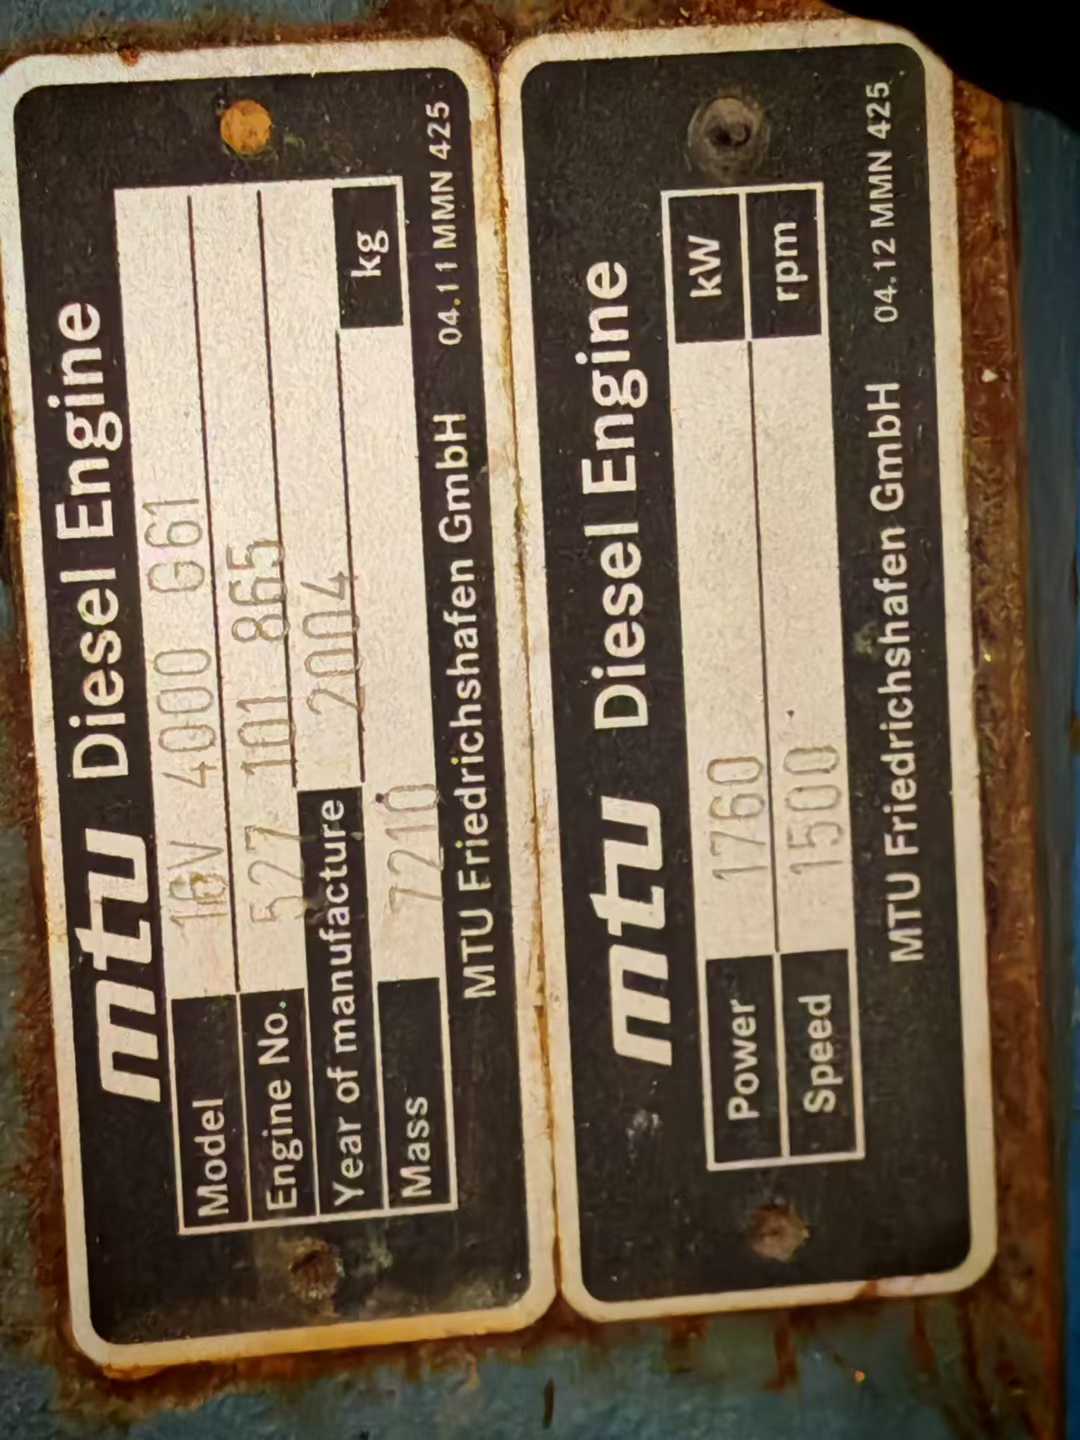 mtu Diesel Engine
Model 16V 4000 G61
Engine No. 527 101 865
Year of manufacture 2004
Mass 7210 kg
MTU Friedrichshafen GmbH 04.11 MMN 425
mtu Diesel Engine
Power 1760 kW
Speed 1500 rpm
MTU Friedrichshafen GmbH 04.12 MMN 425